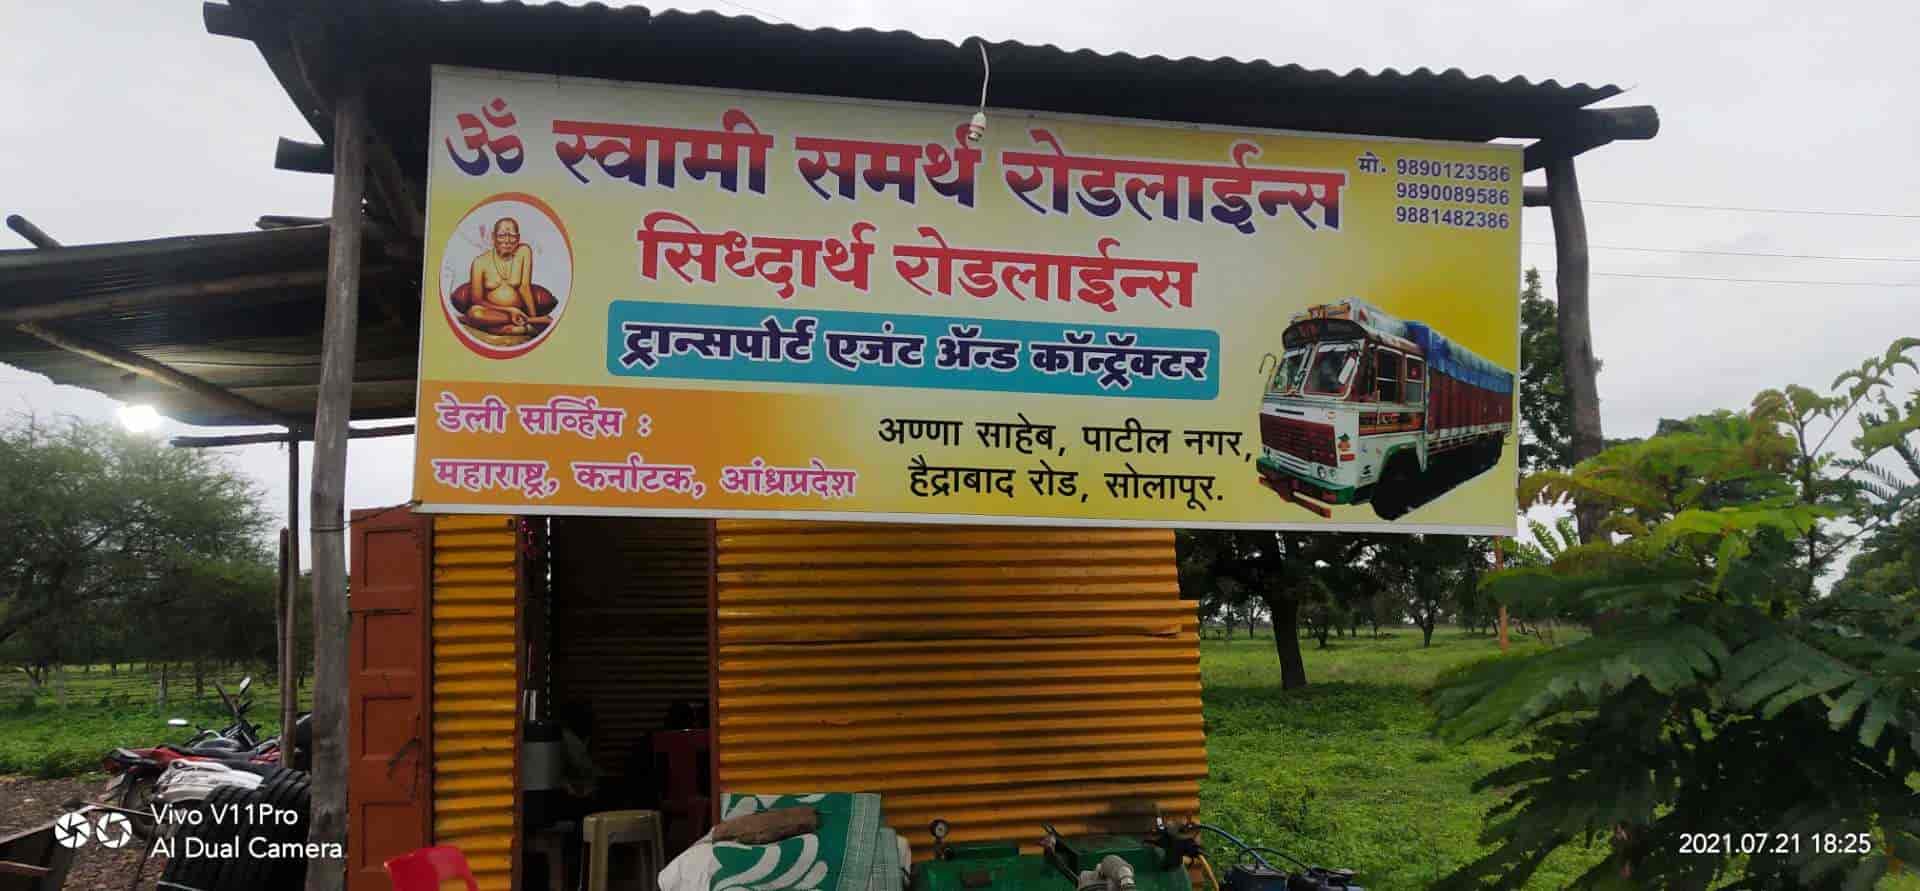 ॐ स्वामी समर्थ रोडलाईन्स
मो. 9890123586
9890089586
9881482386
सिध्दार्थ रोडलाईन्स
ट्रान्सपोर्ट एजंट ॲन्ड कॉन्ट्रॅक्टर
डेली सर्व्हिस :
महाराष्ट्र, कर्नाटक, आंध्रप्रदेश
अण्णा साहेब, पाटील नगर,
हैद्राबाद रोड, सोलापूर.
Vivo V11Pro
AI Dual Camera
2021.07.21 18:25